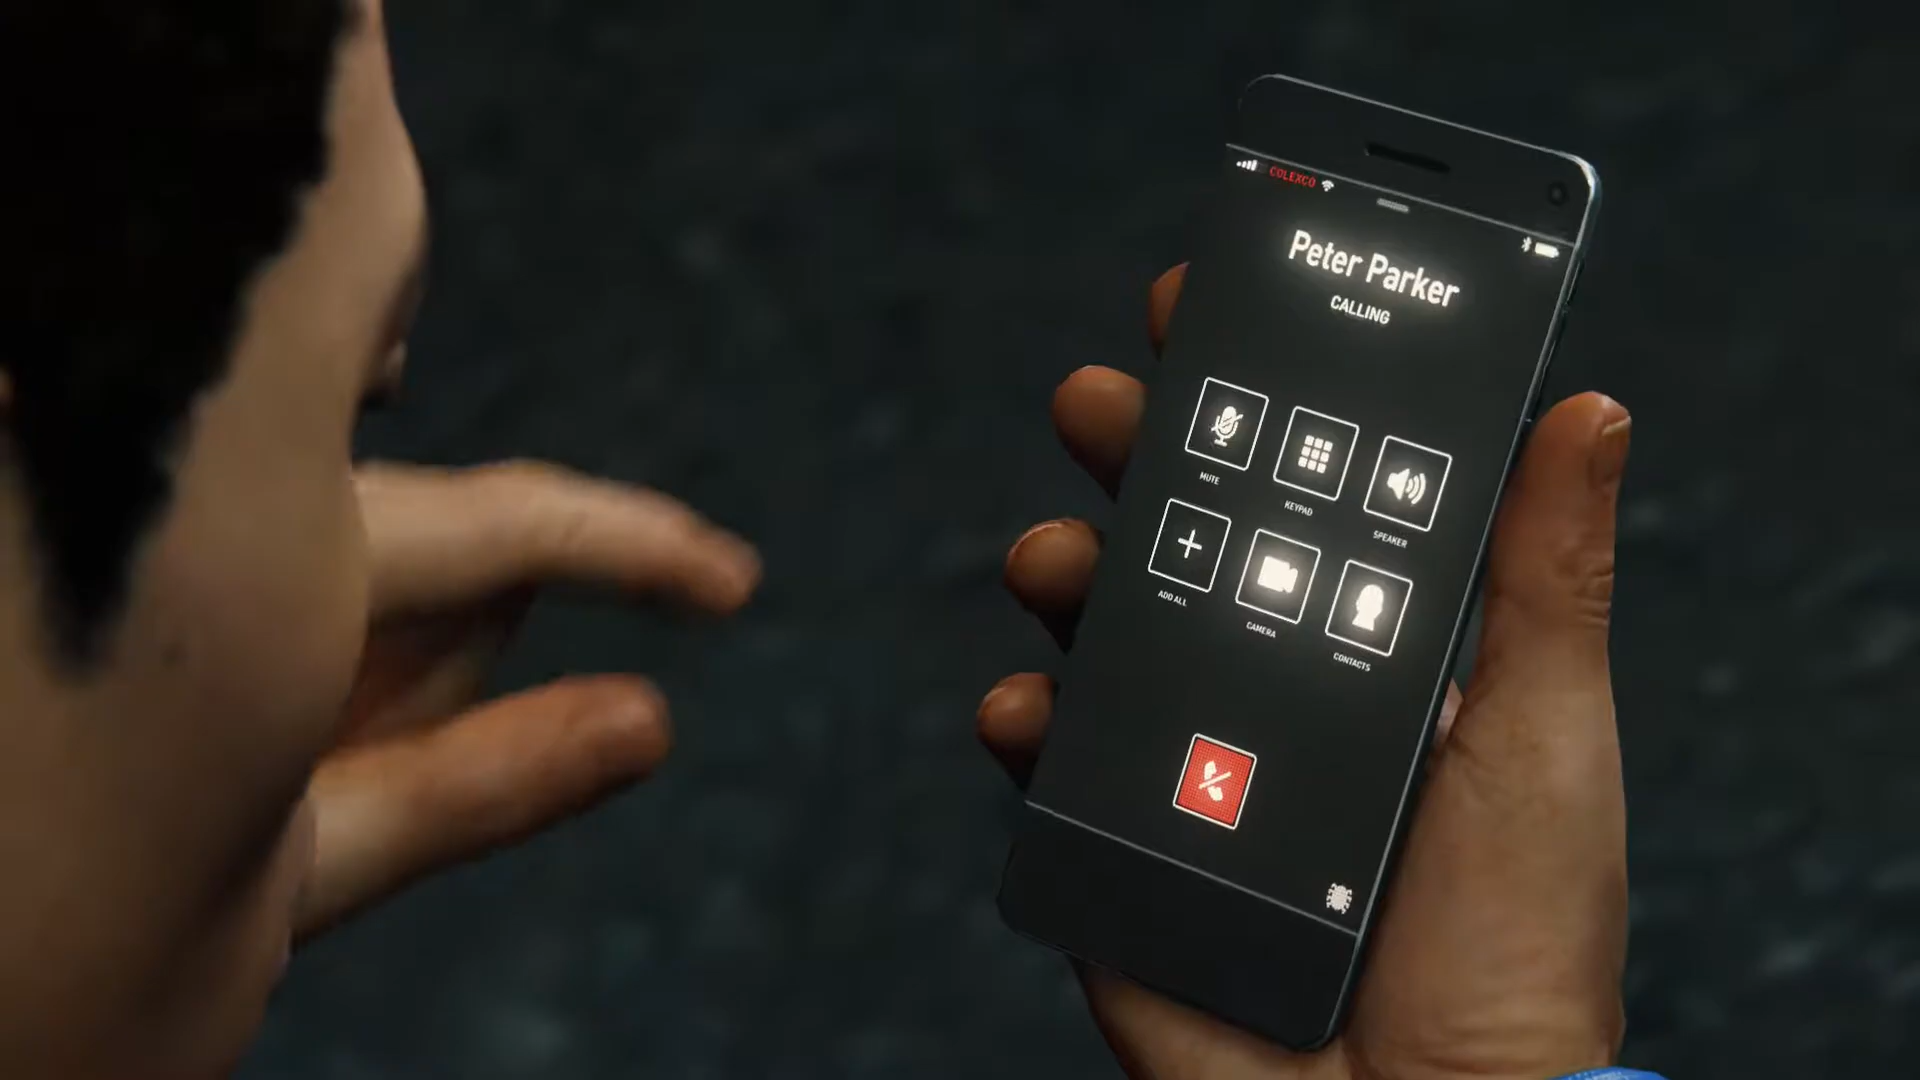 COLEXCO
Peter Parker
CALLING
MUTE
KEYPAD
SPEAKER
ADD ALL
CAMERA
CONTACTS